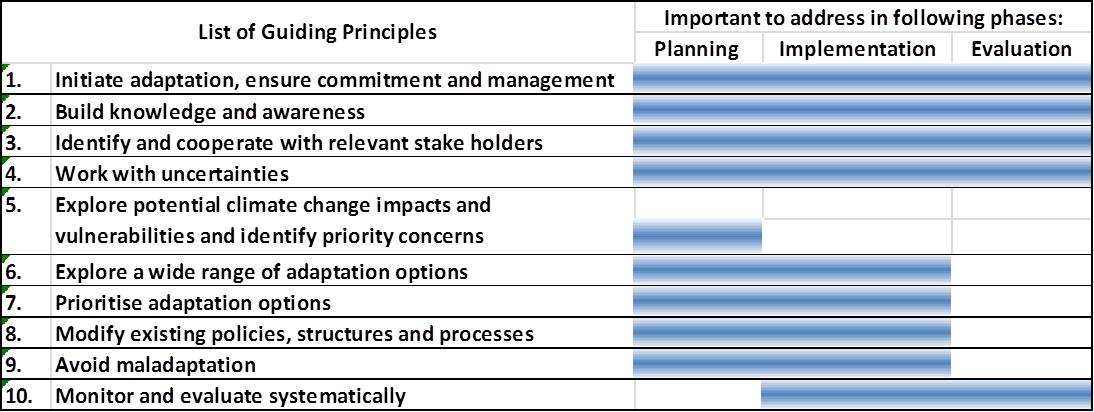 List of Guiding Principles
Important to address in following phases:
Planning Implementation Evaluation
1. Initiate adaptation, ensure commitment and management
2. Build knowledge and awareness
3. Identify and cooperate with relevant stake holders
4. Work with uncertainties
5. Explore potential climate change impacts and
vulnerabilities and identify priority concerns
6. Explore a wide range of adaptation options
7. Prioritise adaptation options
8. Modify existing policies, structures and processes
9. Avoid maladaptation
10. Monitor and evaluate systematically